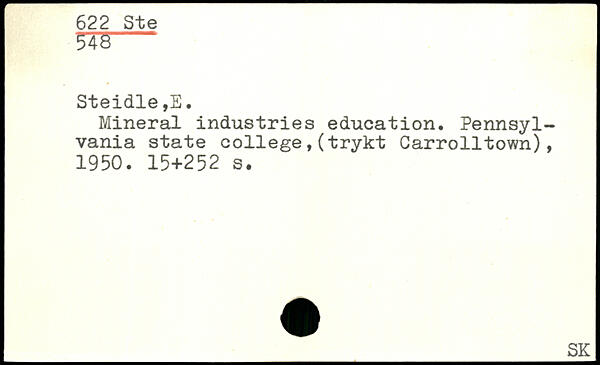 622 Ste
548
Steidle,E.
Mineral industries education. Pennsyl-
vania state college,(trykt Carrolltown),
1950. 15+252 s.
SK